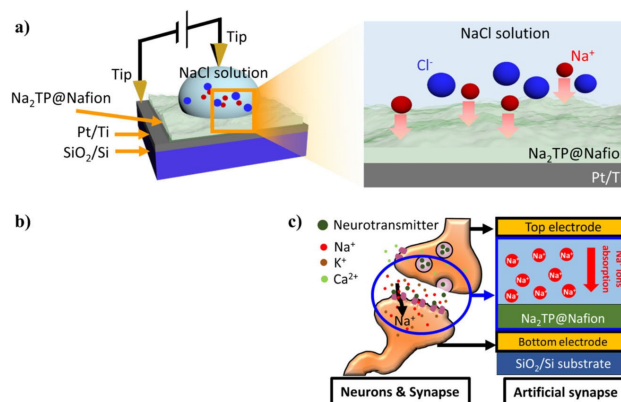 a)
Tip
Tip
NaCl solution
Na₂TP@Nafion
Pt/Ti
SiO₂/Si
NaCl solution
Cl⁻
Na⁺
Na₂TP@Nafio
Pt/T
b)
c)
Neurotransmitter
Na⁺
K⁺
Ca²⁺
Na⁺
Neurons & Synapse
Top electrode
Na⁺ Na⁺ Na⁺
Na⁺ Na⁺ Na⁺
Na⁺ Na⁺ Na⁺
ions
absorption
Na₂TP@Nafion
Bottom electrode
SiO₂/Si substrate
Artificial synapse